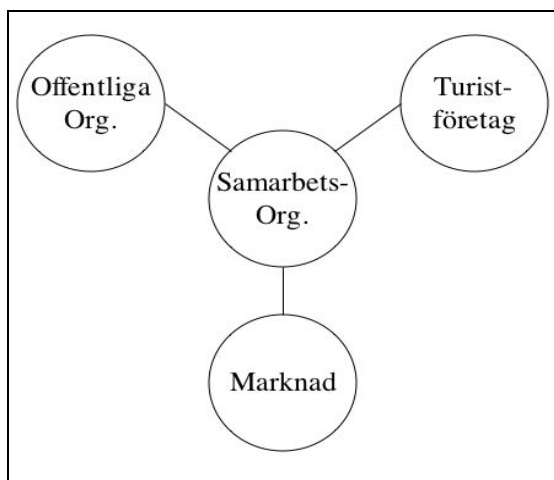 Offentliga
Org.
Turist-
företag
Samarbets-
Org.
Marknad